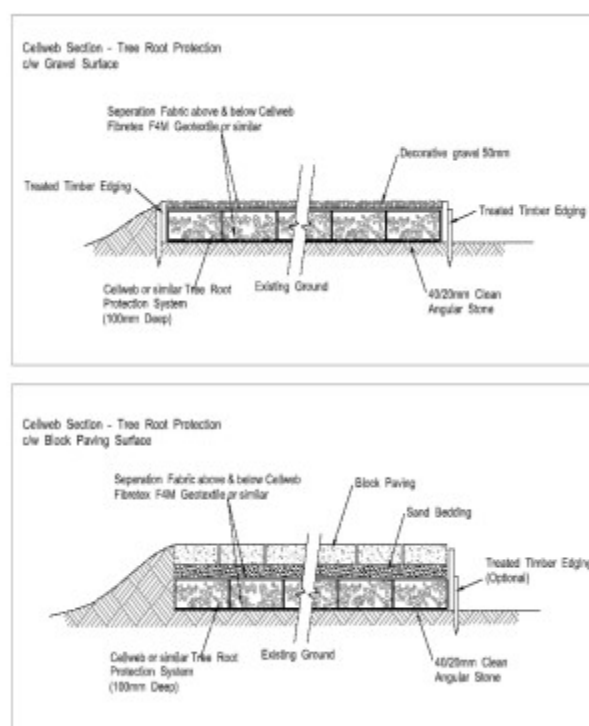 Cellweb Section - Tree Root Protection
c/w Gravel Surface
Seperation Fabric above & below Cellweb
Fibretex F4M Geotextile or similar
Decorative gravel 50mm
Treated Timber Edging
Treated Timber Edging
Cellweb or similar Tree Root
Protection System
(100mm Deep)
Existing Ground
40/20mm Clean
Angular Stone
Cellweb Section - Tree Root Protection
c/w Block Paving Surface
Seperation Fabric above & below Cellweb
Fibretex F4M Geotextile or similar
Block Paving
Sand Bedding
Treated Timber Edging
(Optional)
Cellweb or similar Tree Root
Protection System
(100mm Deep)
Existing Ground
40/20mm Clean
Angular Stone